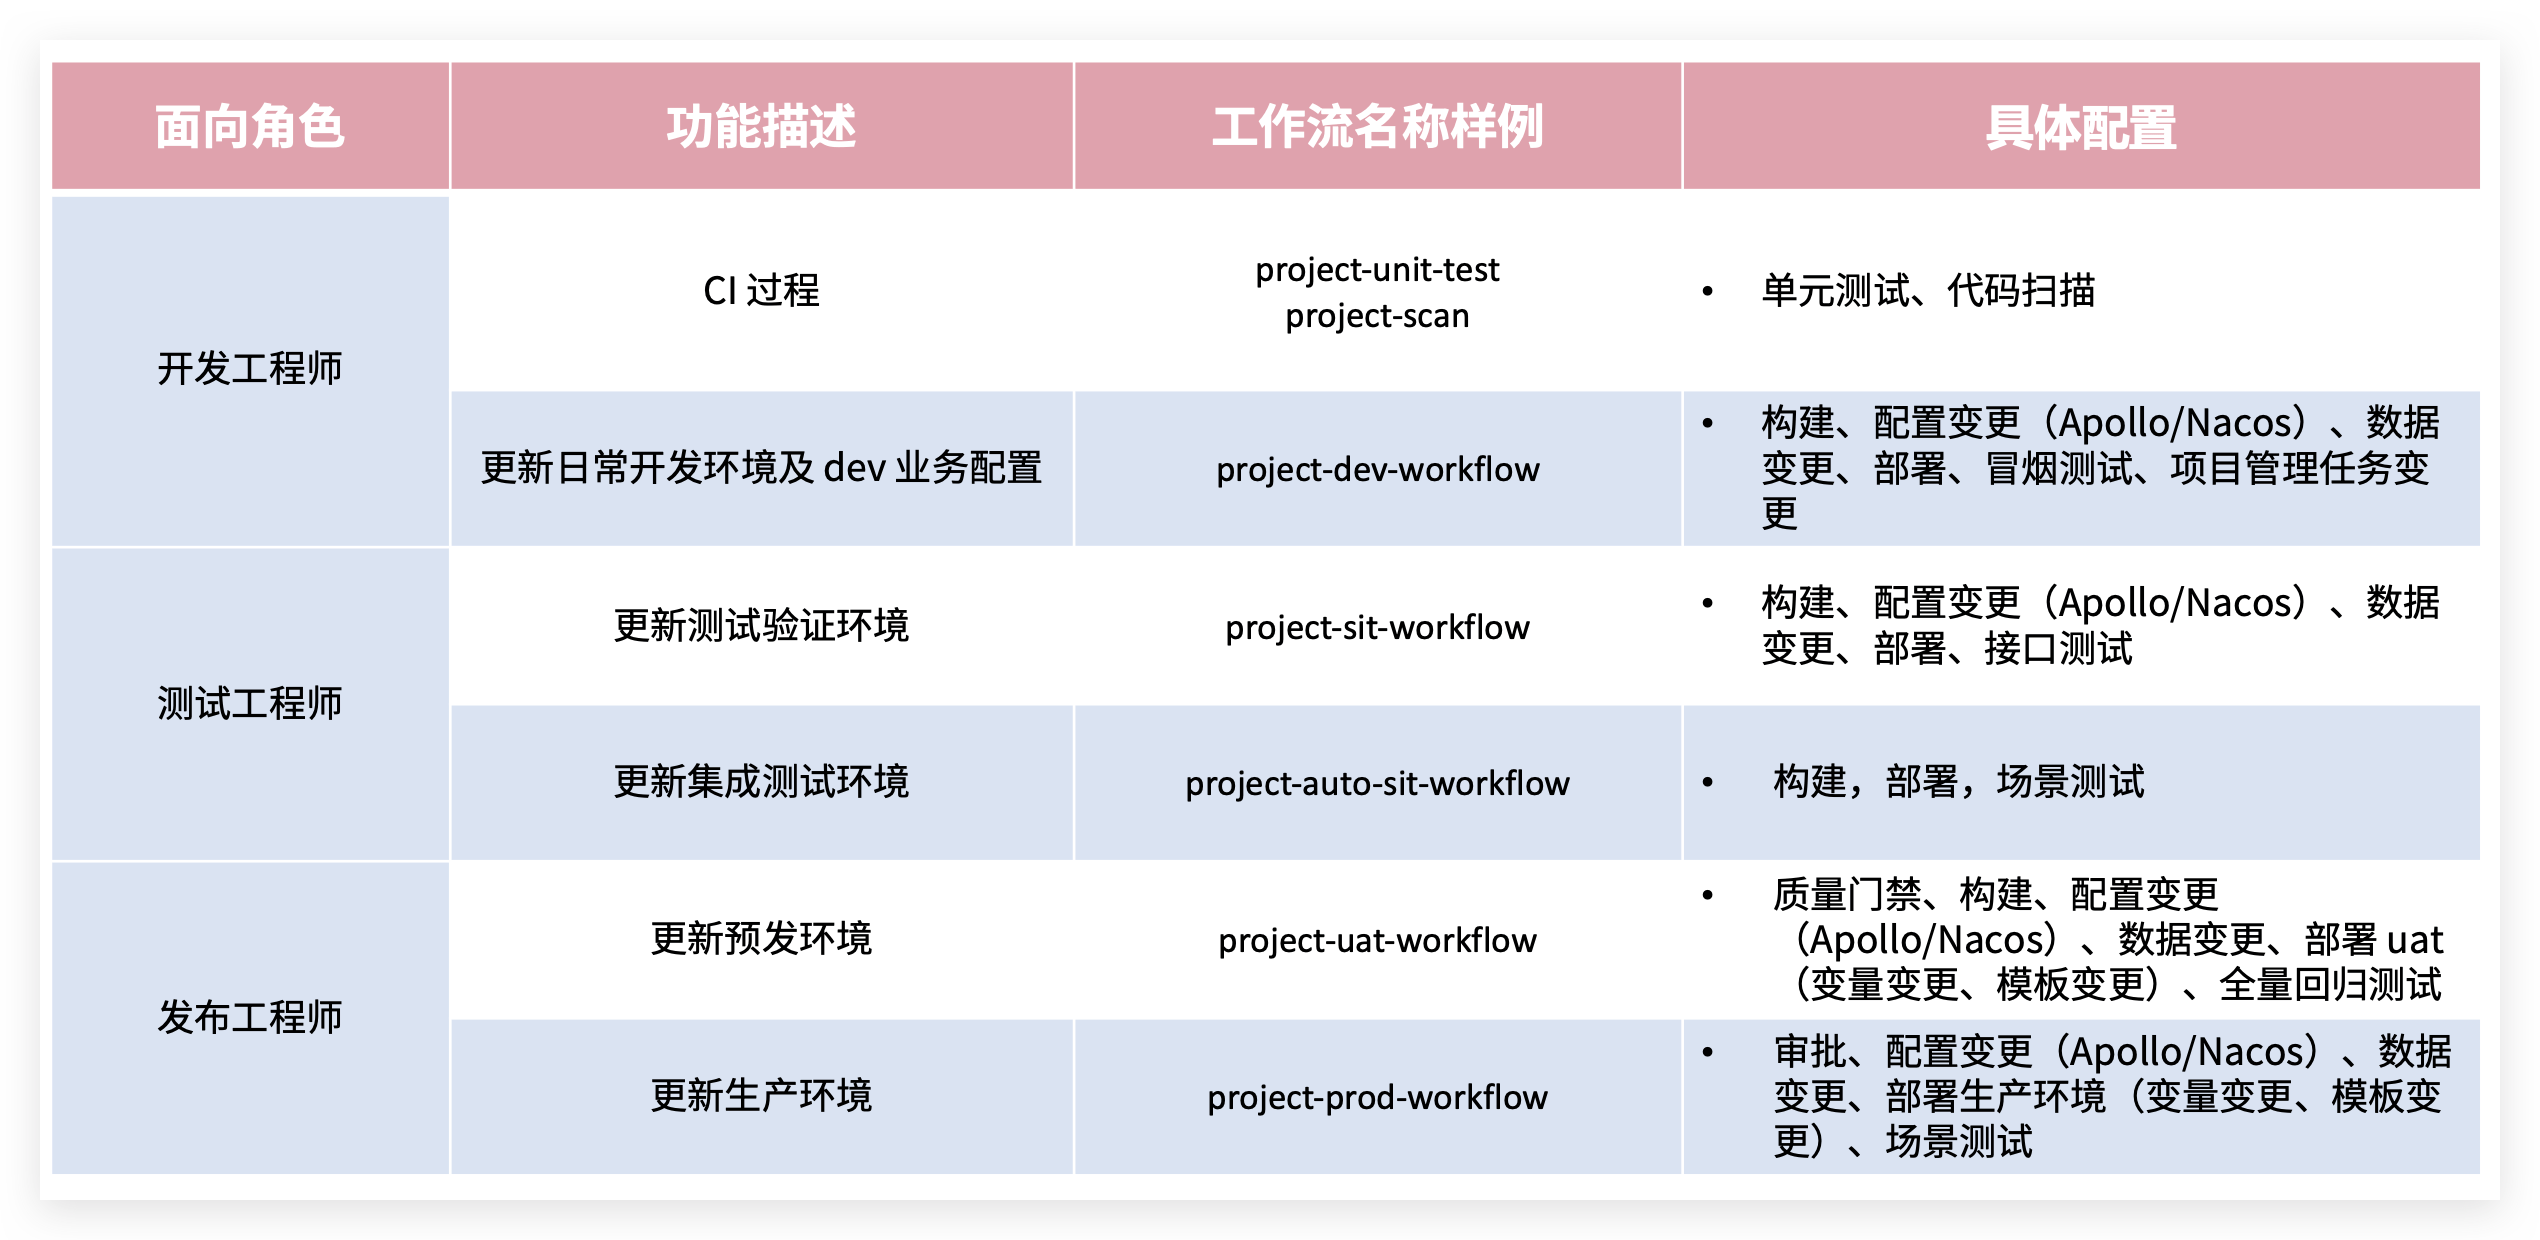 面向角色
功能描述
工作流名称样例
具体配置
开发工程师
CI 过程
project-unit-test
project-scan
• 单元测试、代码扫描
更新日常开发环境及 dev 业务配置
project-dev-workflow
• 构建、配置变更（Apollo/Nacos）、数据
变更、部署、冒烟测试、项目管理任务变
更
测试工程师
更新测试验证环境
project-sit-workflow
• 构建、配置变更（Apollo/Nacos）、数据
变更、部署、接口测试
更新集成测试环境
project-auto-sit-workflow
• 构建，部署，场景测试
发布工程师
更新预发环境
project-uat-workflow
• 质量门禁、构建、配置变更
（Apollo/Nacos）、数据变更、部署 uat
（变量变更、模板变更）、全量回归测试
更新生产环境
project-prod-workflow
• 审批、配置变更（Apollo/Nacos）、数据
变更、部署生产环境（变量变更、模板变
更）、场景测试